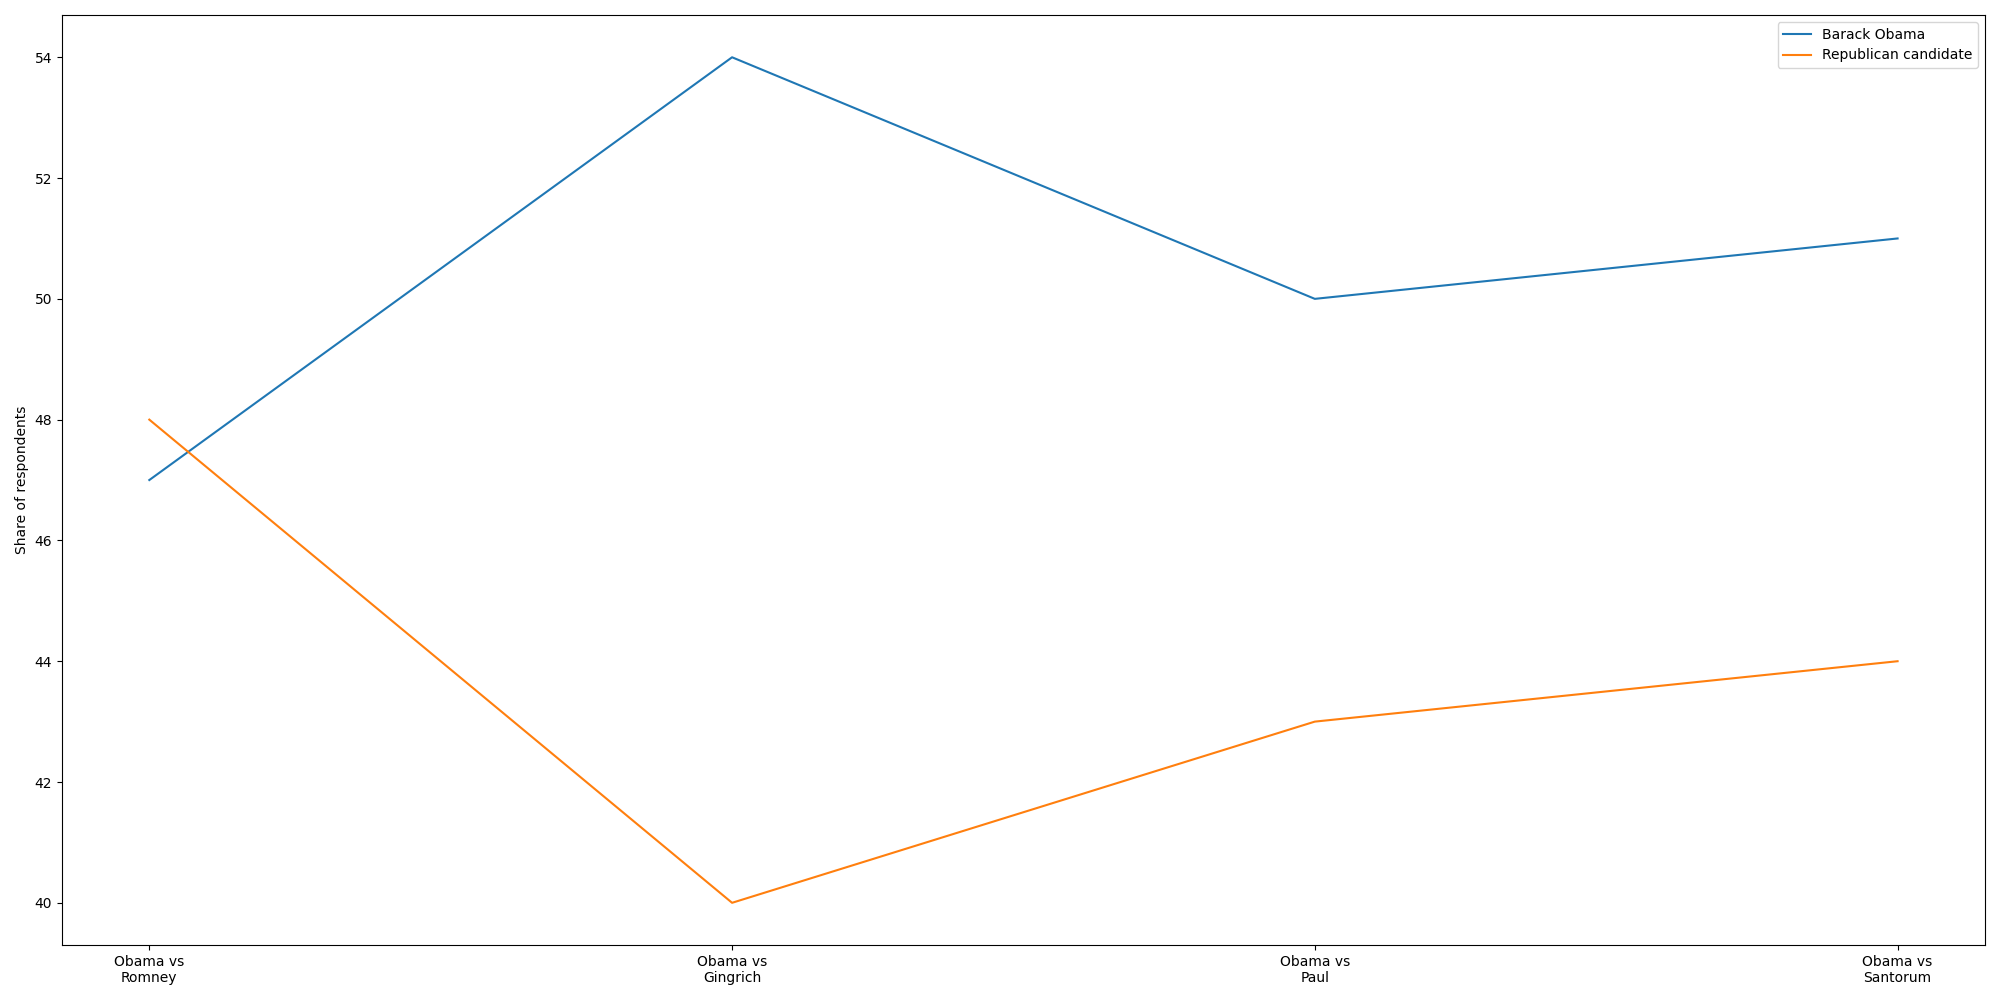 Barack Obama
Republican candidate
Share of respondents
54
52
50
48
46
44
42
40
Obama vs
Romney
Obama vs
Gingrich
Obama vs
Paul
Obama vs
Santorum